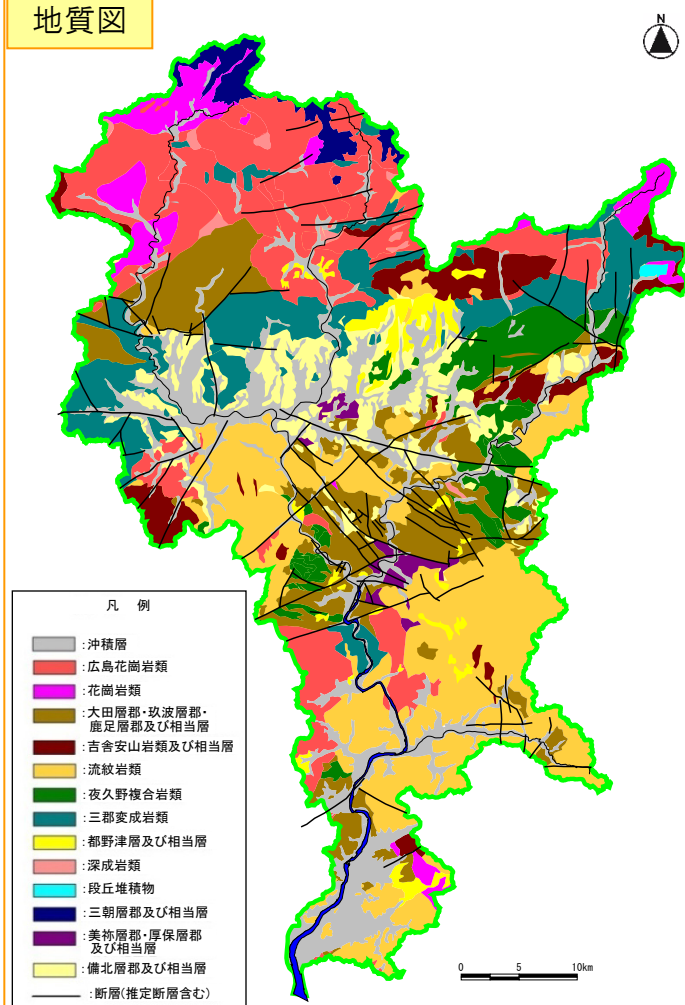 地質図
N
凡 例
:沖積層
:広島花崗岩類
:花崗岩類
:大田層郡・玖波層郡・
鹿足層郡及び相当層
:吉舎安山岩類及び相当層
:流紋岩類
:夜久野複合岩類
:三郡変成岩類
:都野津層及び相当層
:深成岩類
:段丘堆積物
:三朝層郡及び相当層
:美祢層郡・厚保層郡
及び相当層
:備北層郡及び相当層
:断層(推定断層含む)
0 5 10km